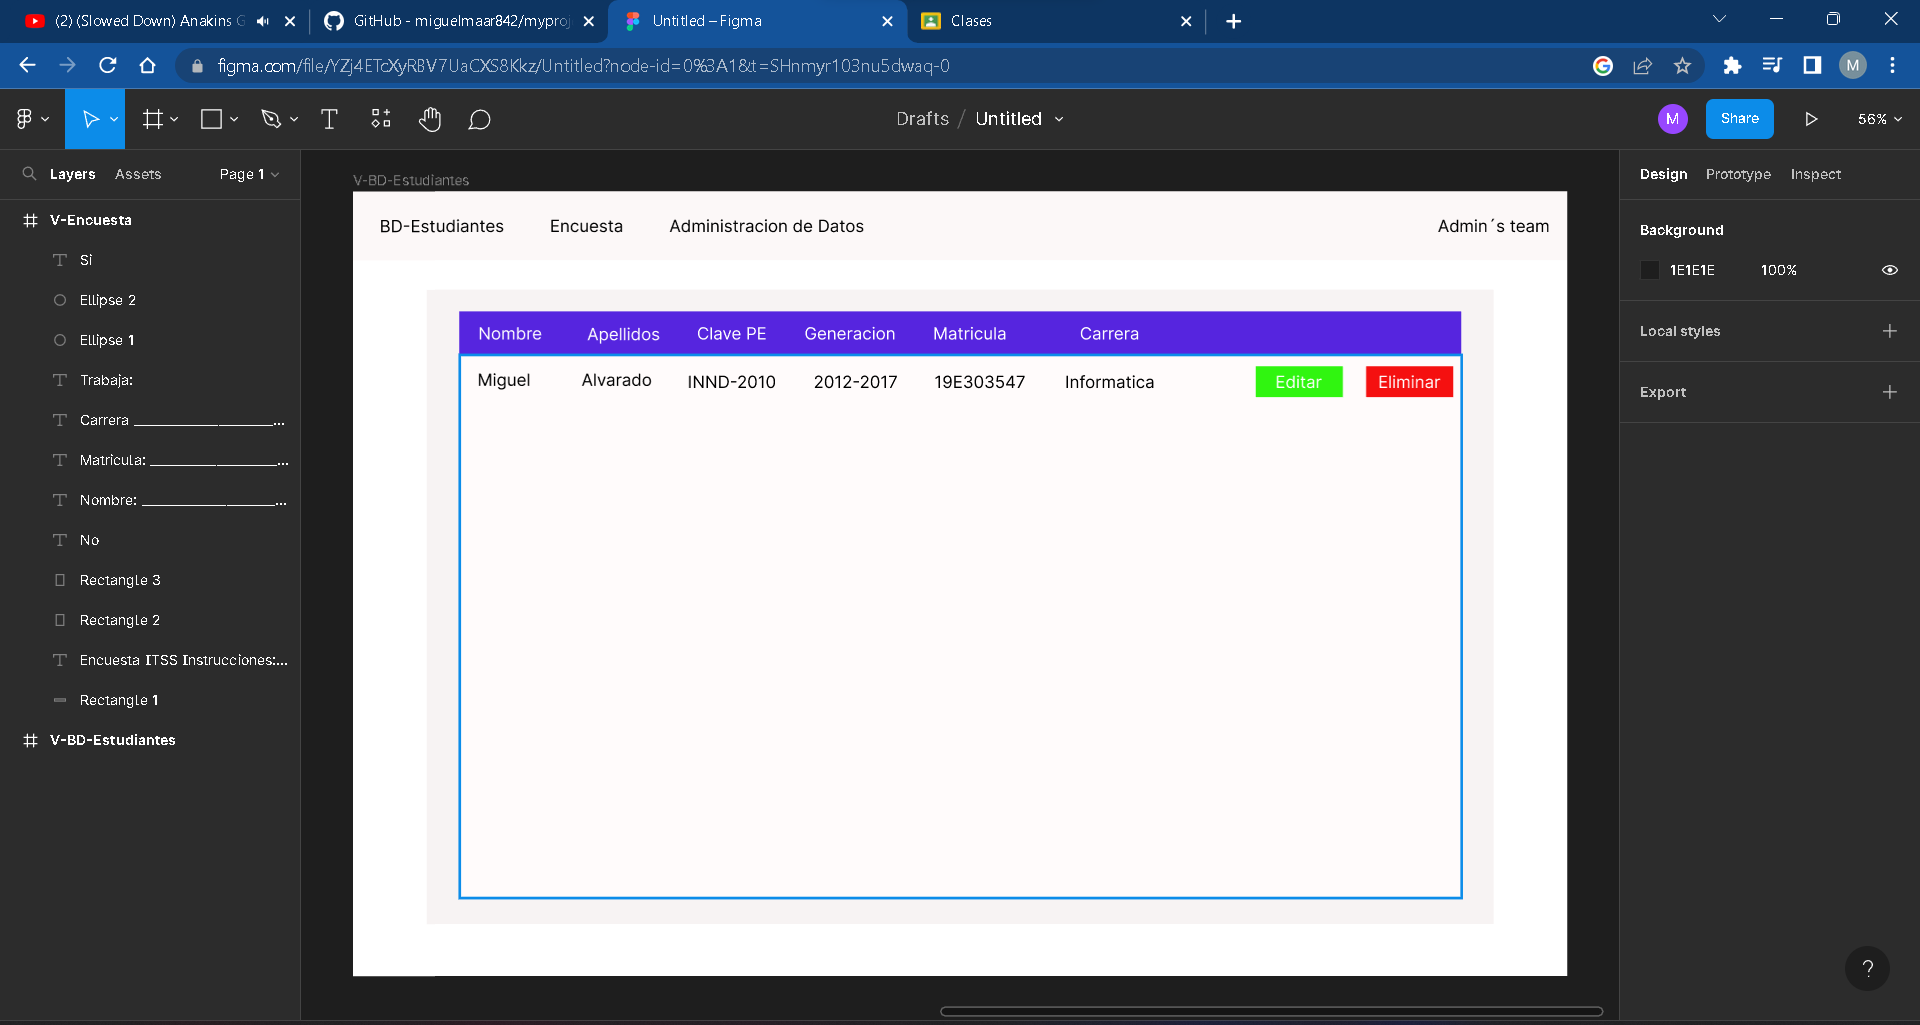 (2) (Slowed Down) Anakins G
GitHub - miguelmaar842/myproj
Untitled – Figma
Clases
figma.com/file/YZj4ETcXyRBV7UaCXS8Kkz/Untitled?node-id=0%3A1&t=SHnmyr103nu5dwaq-0
M
Drafts / Untitled
M
Share
56%
Layers
Assets
Page 1
V-Encuesta
Si
Ellipse 2
Ellipse 1
Trabaja:
Carrera ____________________...
Matricula: __________________...
Nombre: ___________________...
No
Rectangle 3
Rectangle 2
Encuesta ITSS Instrucciones:...
Rectangle 1
V-BD-Estudiantes
V-BD-Estudiantes
BD-Estudiantes Encuesta Administracion de Datos Admin´s team
Nombre Apellidos Clave PE Generacion Matricula Carrera
Miguel Alvarado INND-2010 2012-2017 19E303547 Informatica Editar Eliminar
Design Prototype Inspect
Background
1E1E1E 100%
Local styles
Export
?